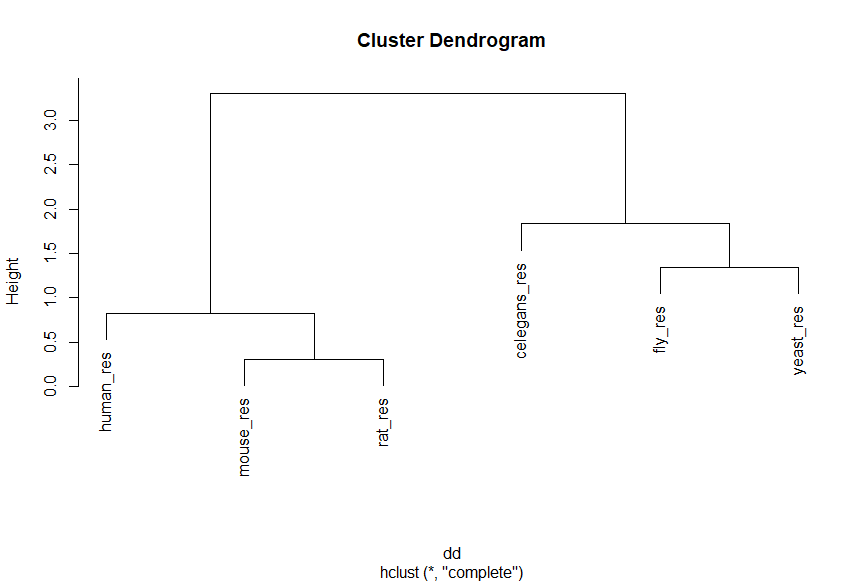 Cluster Dendrogram
Height
3.0
2.5
2.0
1.5
1.0
0.5
0.0
human_res
mouse_res
rat_res
celegans_res
fly_res
yeast_res
dd
hclust (*, "complete")